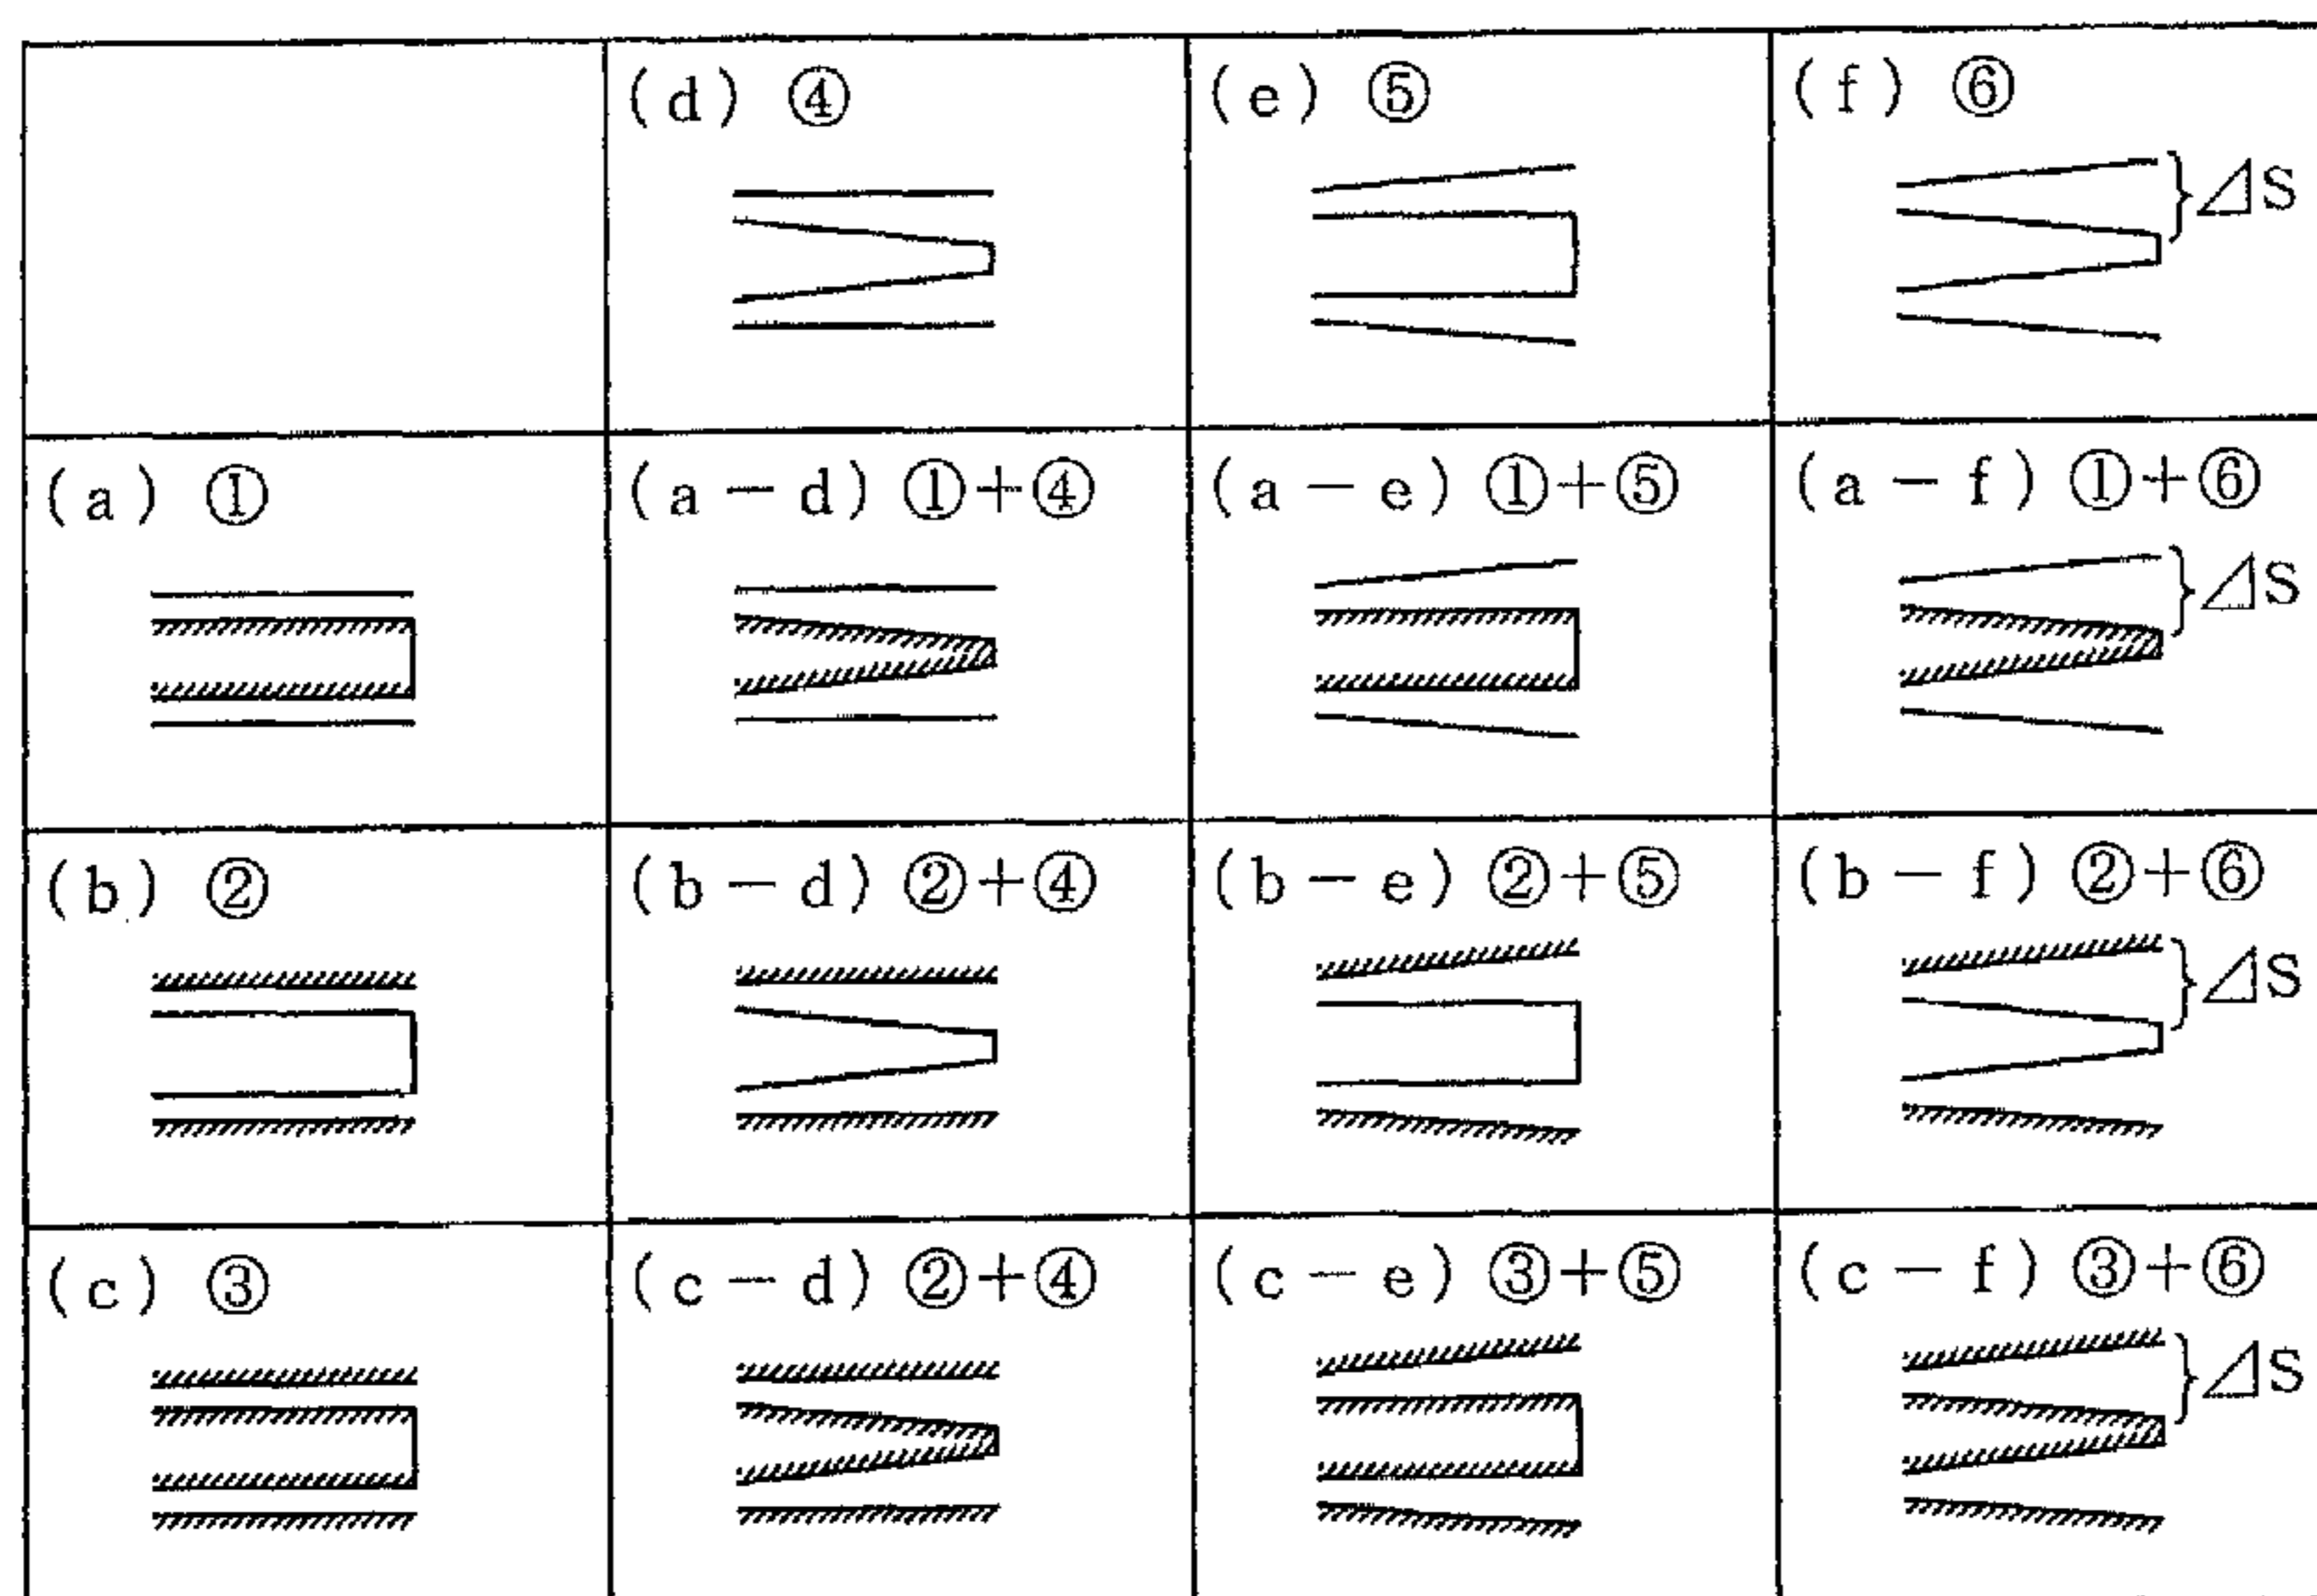 (d) ④
(e) ⑤
(f) ⑥
⊿S
(a) ①
(a-d) ①+④
(a-e) ①+⑤
(a-f) ①+⑥
⊿S
(b) ②
(b-d) ②+④
(b-e) ②+⑤
(b-f) ②+⑥
⊿S
(c) ③
(c-d) ②+④
(c-e) ③+⑤
(c-f) ③+⑥
⊿S